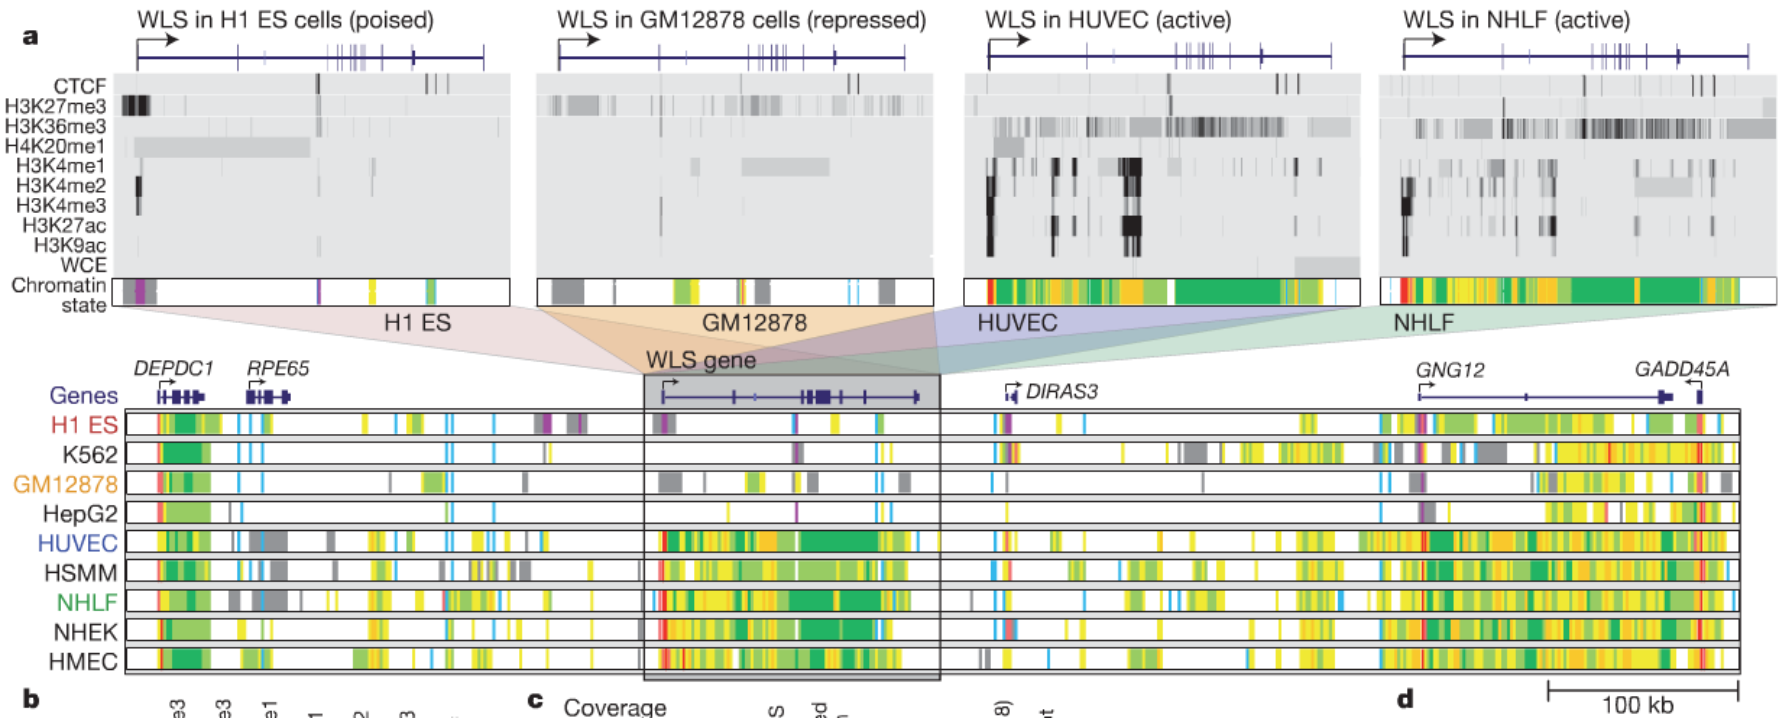 a
WLS in H1 ES cells (poised)
WLS in GM12878 cells (repressed)
WLS in HUVEC (active)
WLS in NHLF (active)
CTCF
H3K27me3
H3K36me3
H4K20me1
H3K4me1
H3K4me2
H3K4me3
H3K27ac
H3K9ac
WCE
Chromatin
state
H1 ES
GM12878
HUVEC
NHLF
WLS gene
DEPDC1
RPE65
DIRAS3
GNG12
GADD45A
Genes
H1 ES
K562
GM12878
HepG2
HUVEC
HSMM
NHLF
NHEK
HMEC
100 kb
b
c
Coverage
d